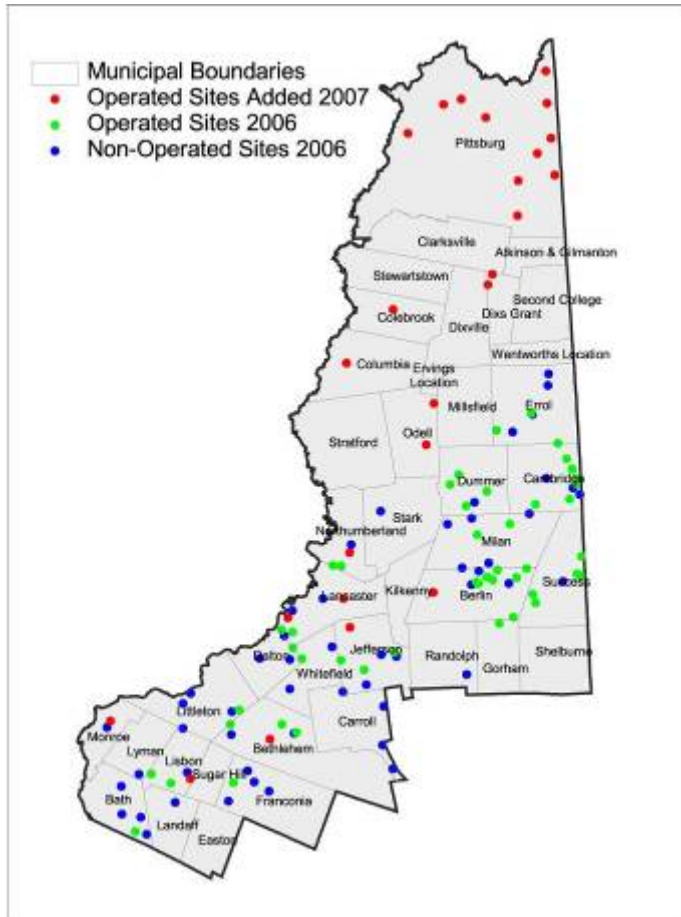 Municipal Boundaries
Operated Sites Added 2007
Operated Sites 2006
Non-Operated Sites 2006
Pittsburg
Clarksville
Atkinson & Gilmanton
Stewartstown
Second College
Dixs Grant
Colebrook
Dixville
Wentworths Location
Columbia
Ervings
Location
Millsfield
Errol
Odell
Stratford
Dummer
Cambridge
Stark
Northumberland
Milan
Kilkenny
Success
Lancaster
Berlin
Jefferson
Dalton
Randolph
Shelburne
Gorham
Whitefield
Littleton
Carroll
Monroe
Bethlehem
Lyman
Lisbon
Sugar Hill
Bath
Franconia
Landaff
Easton